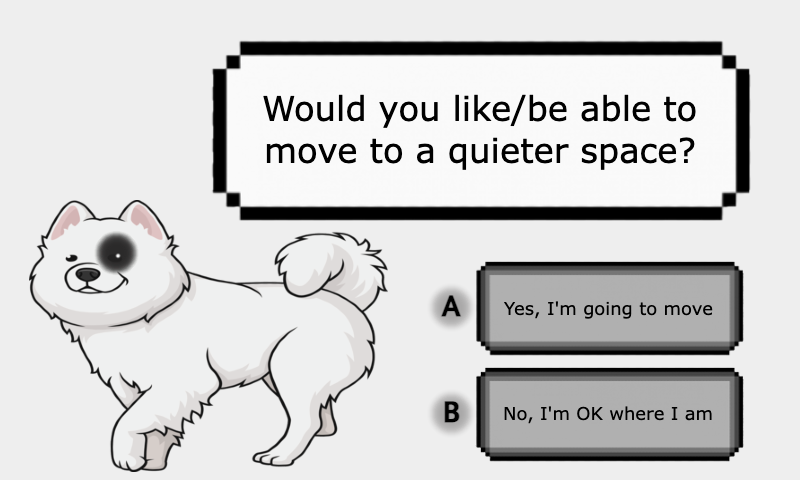 Would you like/be able to
move to a quieter space?
A
Yes, I'm going to move
B
No, I'm OK where I am